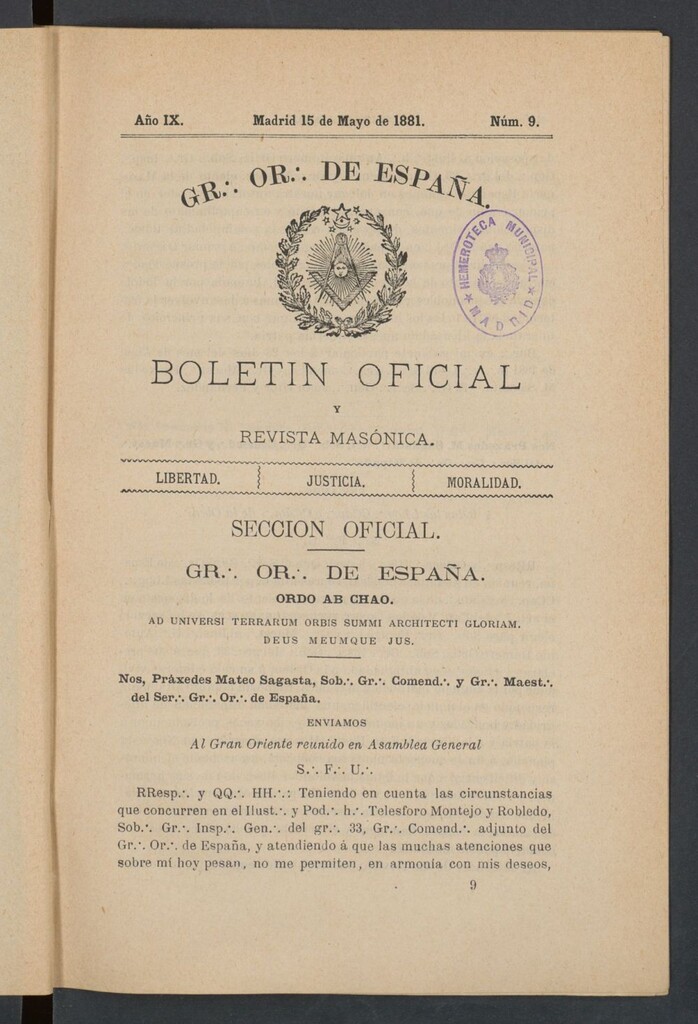 Año IX. Madrid 15 de Mayo de 1881. Núm. 9.
GR.·. OR.·. DE ESPAÑA.
HEMEROTECA MUNICIPAL
★ MADRID ★
BOLETIN OFICIAL
Y
REVISTA MASÓNICA.
LIBERTAD. JUSTICIA. MORALIDAD.
SECCION OFICIAL.
GR.·. OR.·. DE ESPAÑA.
ORDO AB CHAO.
AD UNIVERSI TERRARUM ORBIS SUMMI ARCHITECTI GLORIAM.
DEUS MEUMQUE JUS.
Nos, Pràxedes Mateo Sagasta, Sob.·. Gr.·. Comend.·. y Gr.·. Maest.·.
del Ser.·. Gr.·. Or.·. de España.
ENVIAMOS
Al Gran Oriente reunido en Asamblea General
S.·. F.·. U.·.
RResp.·. y QQ.·. HH.·.: Teniendo en cuenta las circunstancias
que concurren en el Ilust.·. y Pod.·. h.·. Telesforo Montejo y Robledo,
Sob.·. Gr.·. Insp.·. Gen.·. del gr.·. 33, Gr.·. Comend.·. adjunto del
Gr.·. Or.·. de España, y atendiendo á que las muchas atenciones que
sobre mí hoy pesan, no me permiten, en armonía con mis deseos,
9